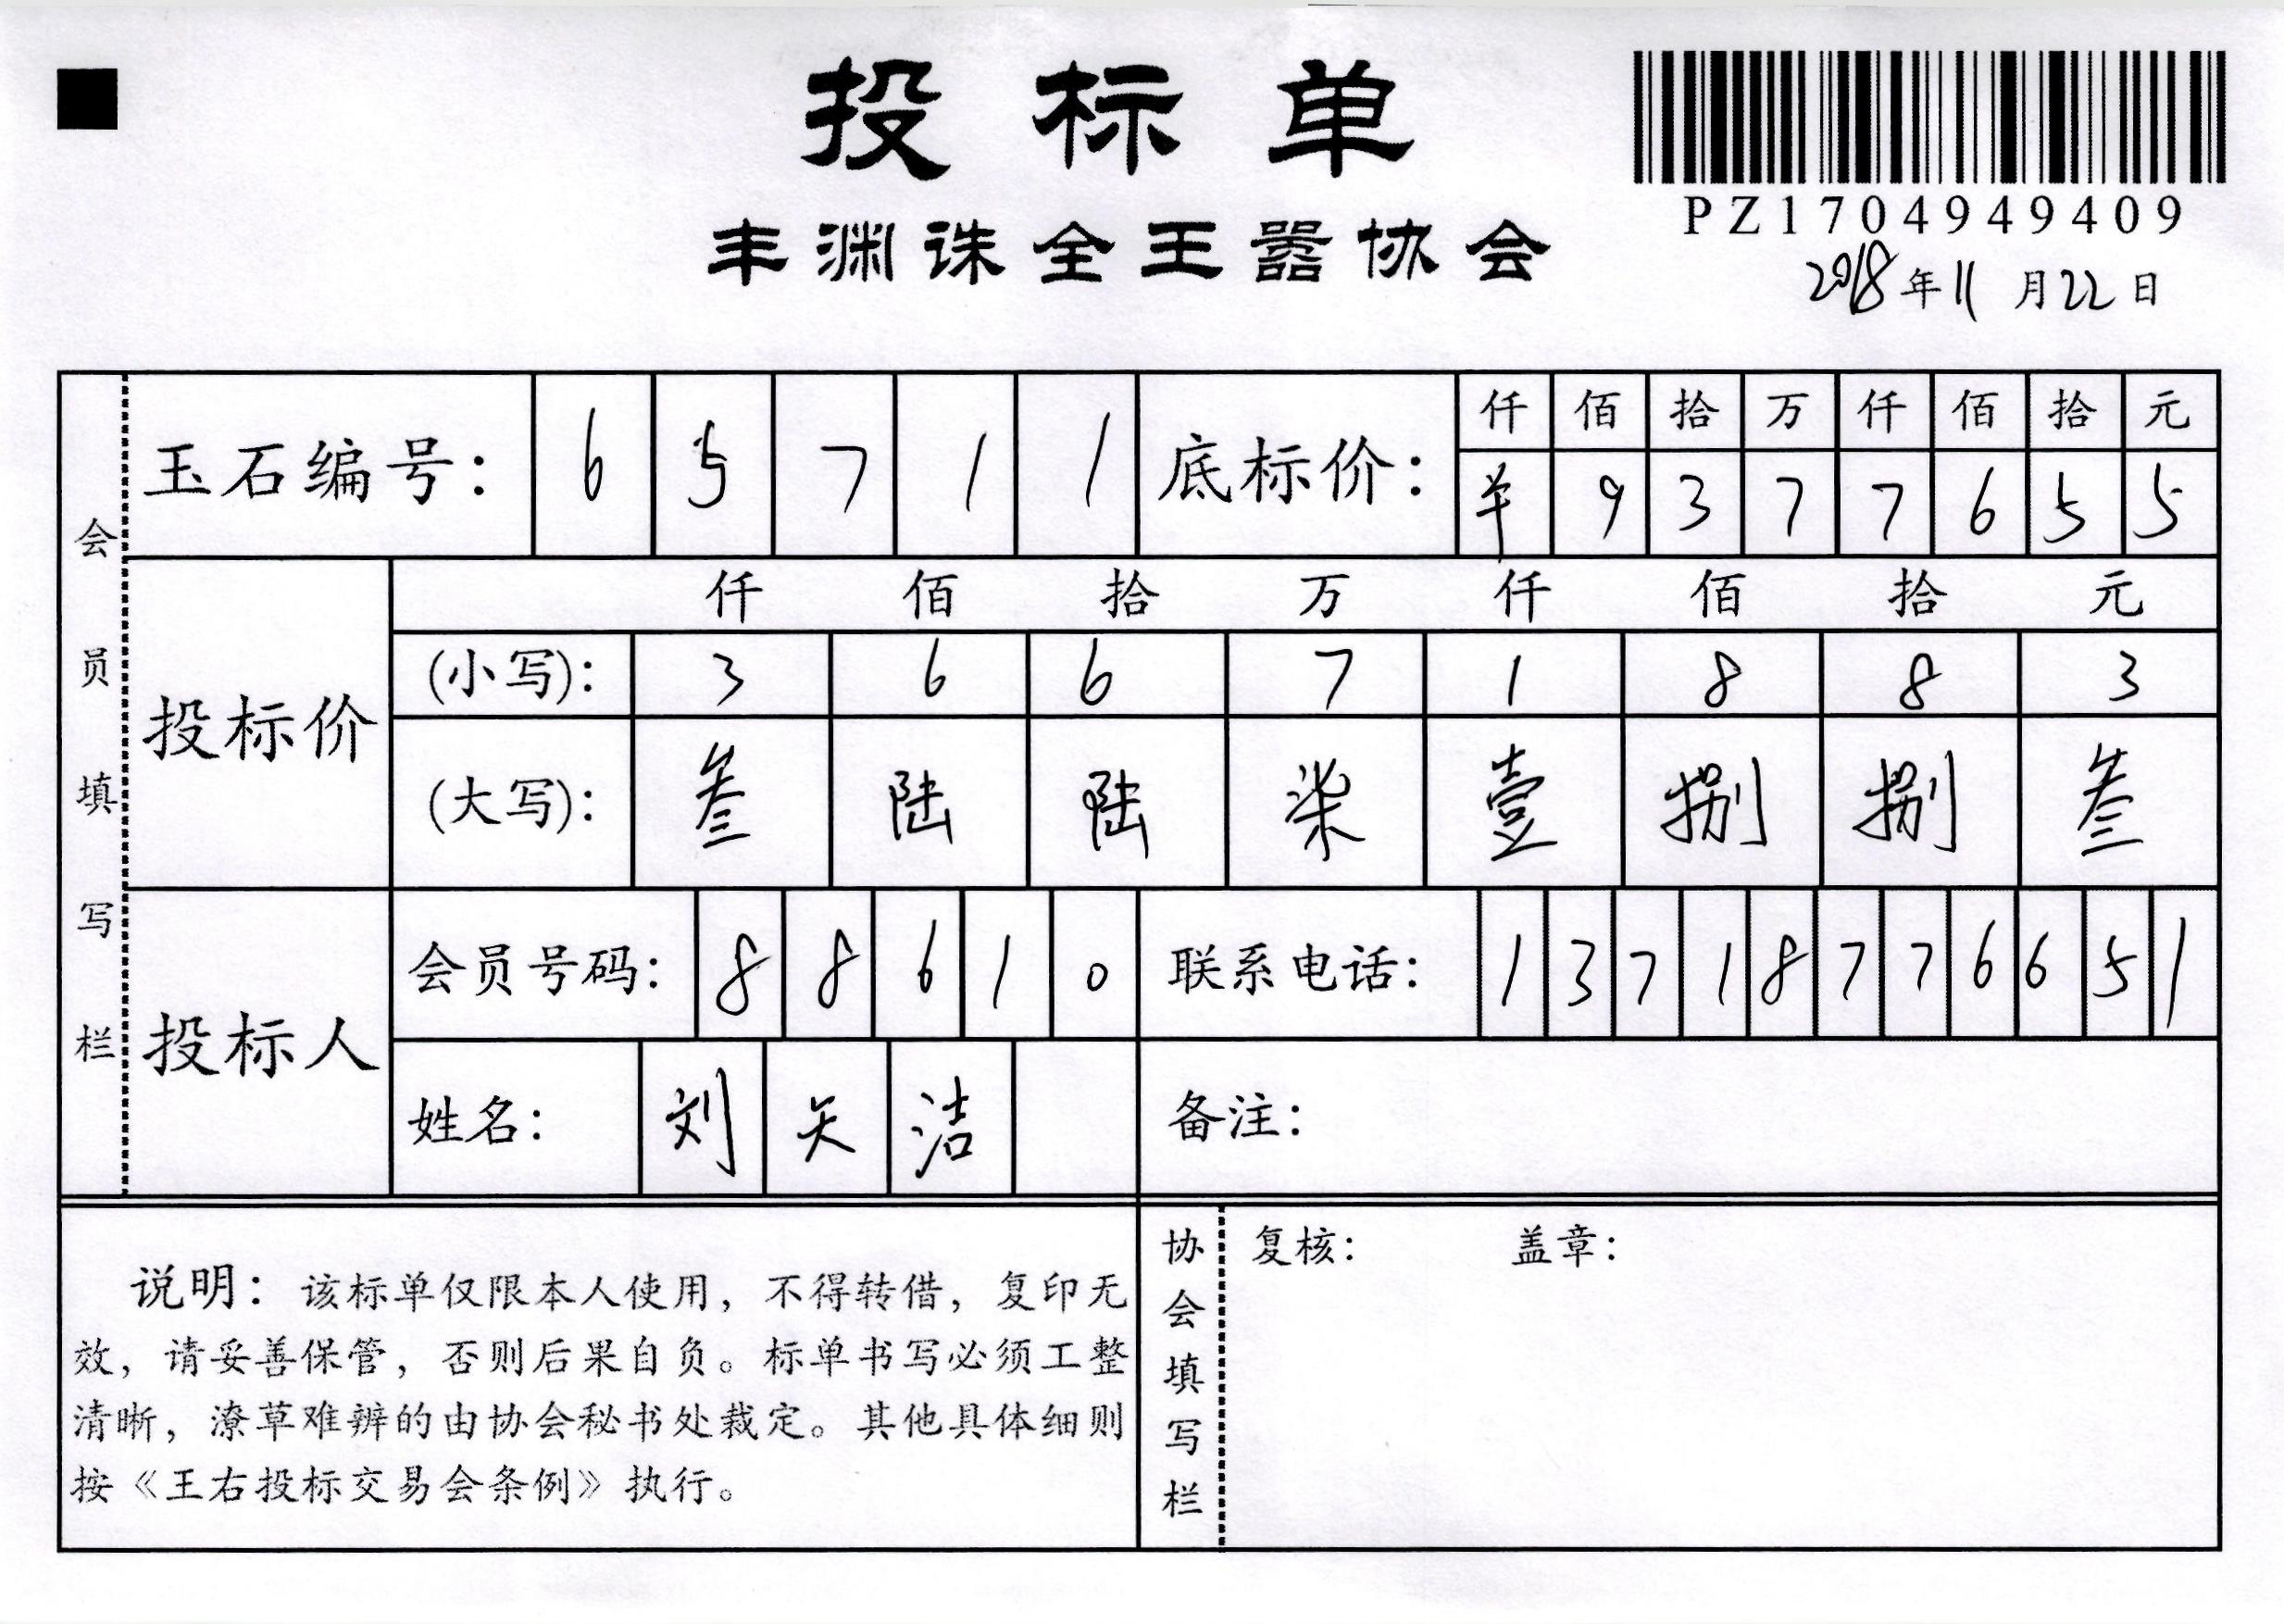 投标单
PZ1704949409
丰渊诛全王嚣协会
2018年11月22日
会员填写栏
玉石编号： 6 5 7 1 1 底标价： 仟 佰 拾 万 仟 佰 拾 元
¥ 9 3 7 7 6 5 5
投标价
仟 佰 拾 万 仟 佰 拾 元
(小写)： 3 6 6 7 1 8 8 3
(大写)： 叁 陆 陆 柒 壹 捌 捌 叁
投标人
会员号码： 8 8 6 1 0 联系电话： 1 3 7 1 8 7 7 6 6 5 1
姓名： 刘 天 洁 备注：
说明：该标单仅限本人使用，不得转借，复印无
效，请妥善保管，否则后果自负。标单书写必须工整
清晰，潦草难辨的由协会秘书处裁定。其他具体细则
按《王右投标交易会条例》执行。
协会填写栏
复核： 盖章：